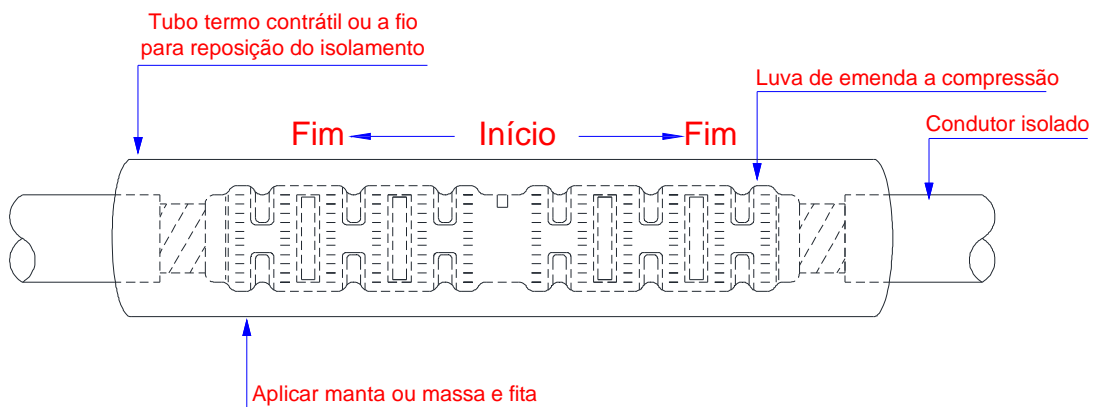 Tubo termo contrátil ou a fio
para reposição do isolamento
Luva de emenda a compressão
Condutor isolado
Fim
Início
Fim
Aplicar manta ou massa e fita